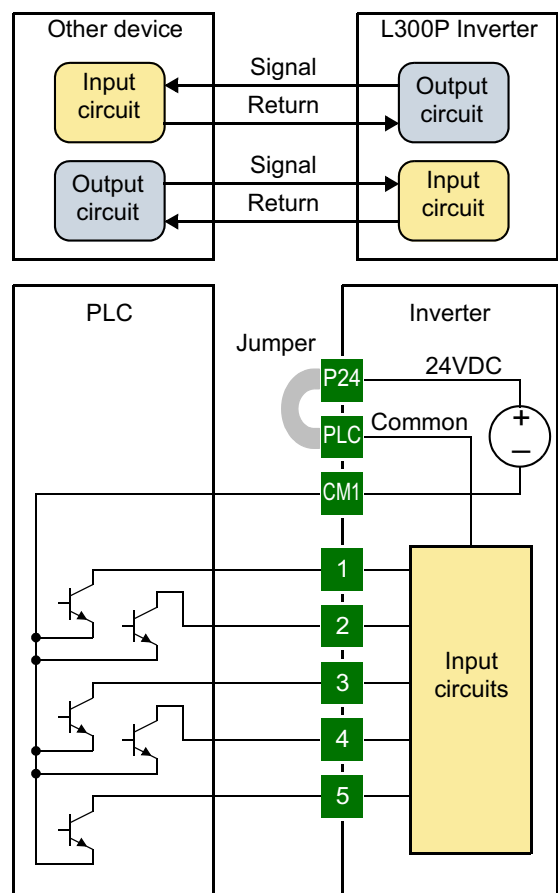 Other device
L300P Inverter
Input
circuit
Signal
Output
circuit
Return
Output
circuit
Signal
Input
circuit
Return
PLC
Inverter
Jumper
P24
24VDC
PLC
Common
+
–
CM1
1
2
Input
circuits
3
4
5